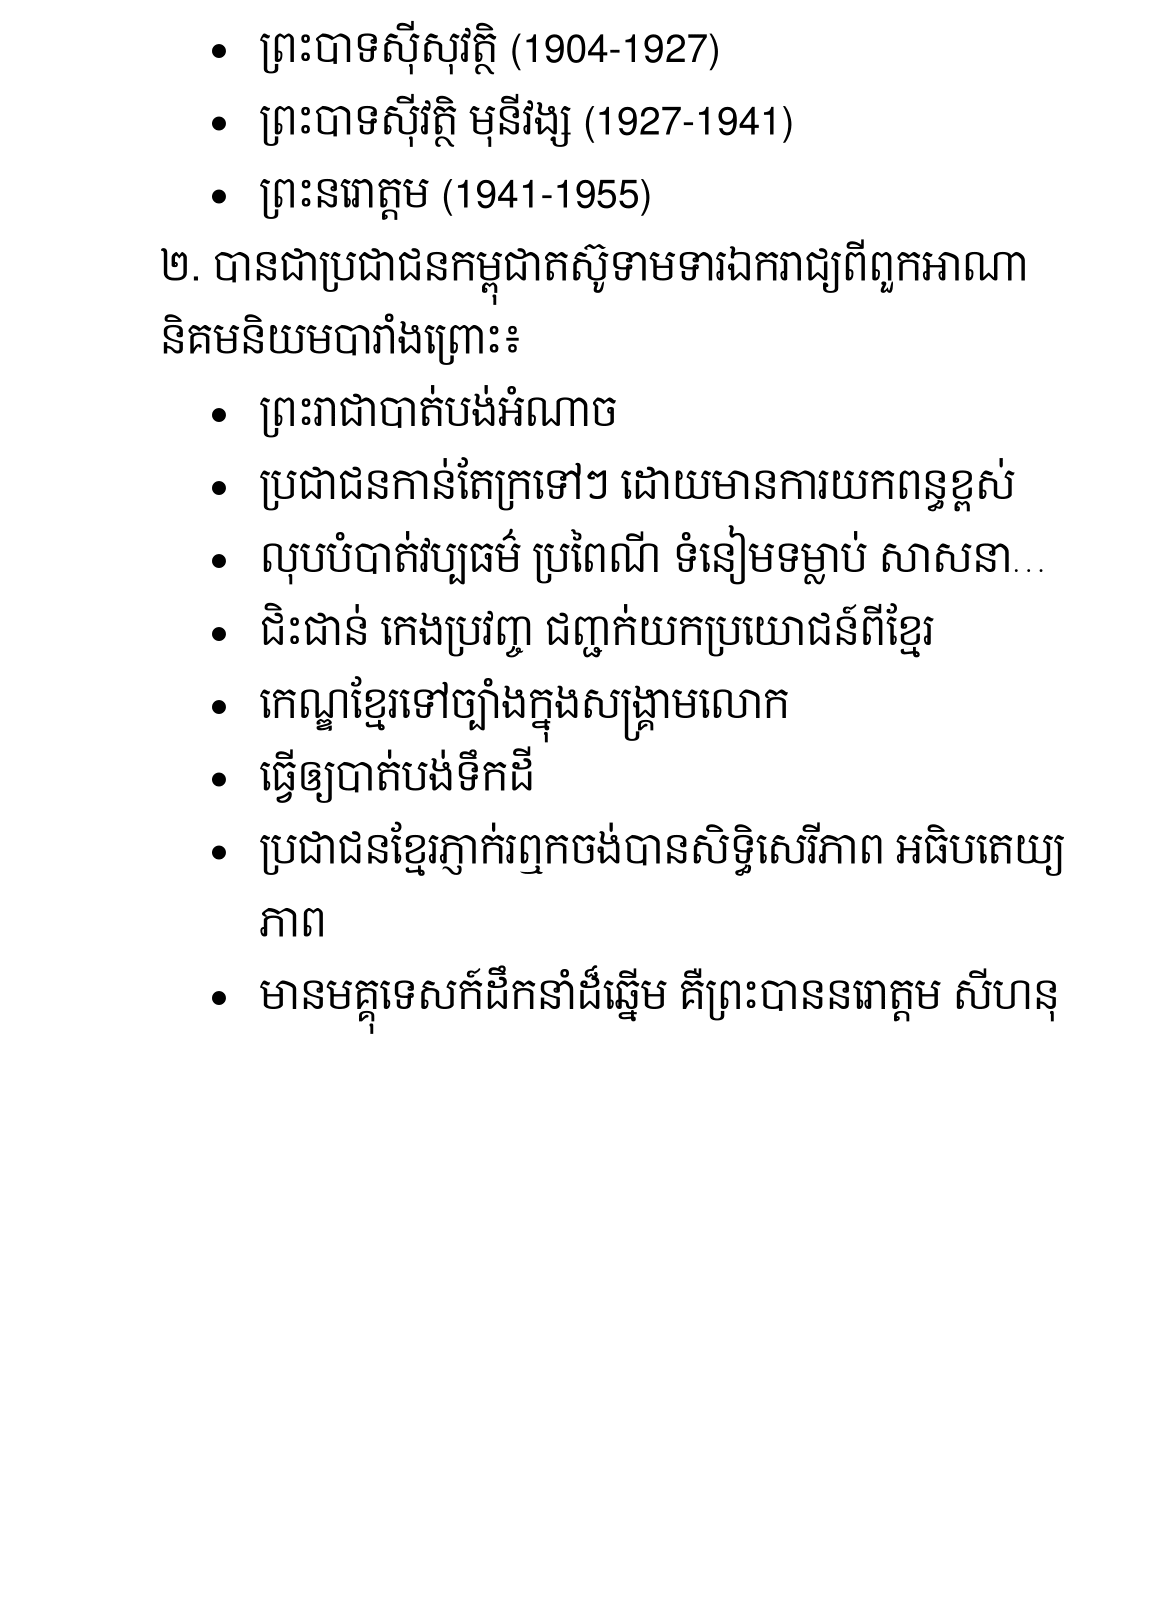 • ព្រះបាទស៊ីសុវត្ថិ (1904-1927)
• ព្រះបាទស៊ីវត្ថិ មុនីវង្ស (1927-1941)
• ព្រះនរោត្តម (1941-1955)
២. បានជាប្រជាជនកម្ពុជាតស៊ូទាមទារឯករាជ្យពីពួកអាណា
និគមនិយមបារាំងព្រោះ៖
• ព្រះរាជាបាត់បង់អំណាច
• ប្រជាជនកាន់តែក្រទៅៗ ដោយមានការយកពន្ធខ្ពស់
• លុបបំបាត់វប្បធម៌ ប្រពៃណី ទំនៀមទម្លាប់ សាសនា...
• ជិះជាន់ កេងប្រវញ្ច ជញ្ជក់យកប្រយោជន៍ពីខ្មែរ
• កេណ្ឌខ្មែរទៅច្បាំងក្នុងសង្គ្រាមលោក
• ធ្វើឲ្យបាត់បង់ទឹកដី
• ប្រជាជនខ្មែរភ្ញាក់រឮកចង់បានសិទ្ធិសេរីភាព អធិបតេយ្យ
ភាព
• មានមគ្គុទេសក៍ដឹកនាំដ៏ឆ្នើម គឺព្រះបាននរោត្តម សីហនុ